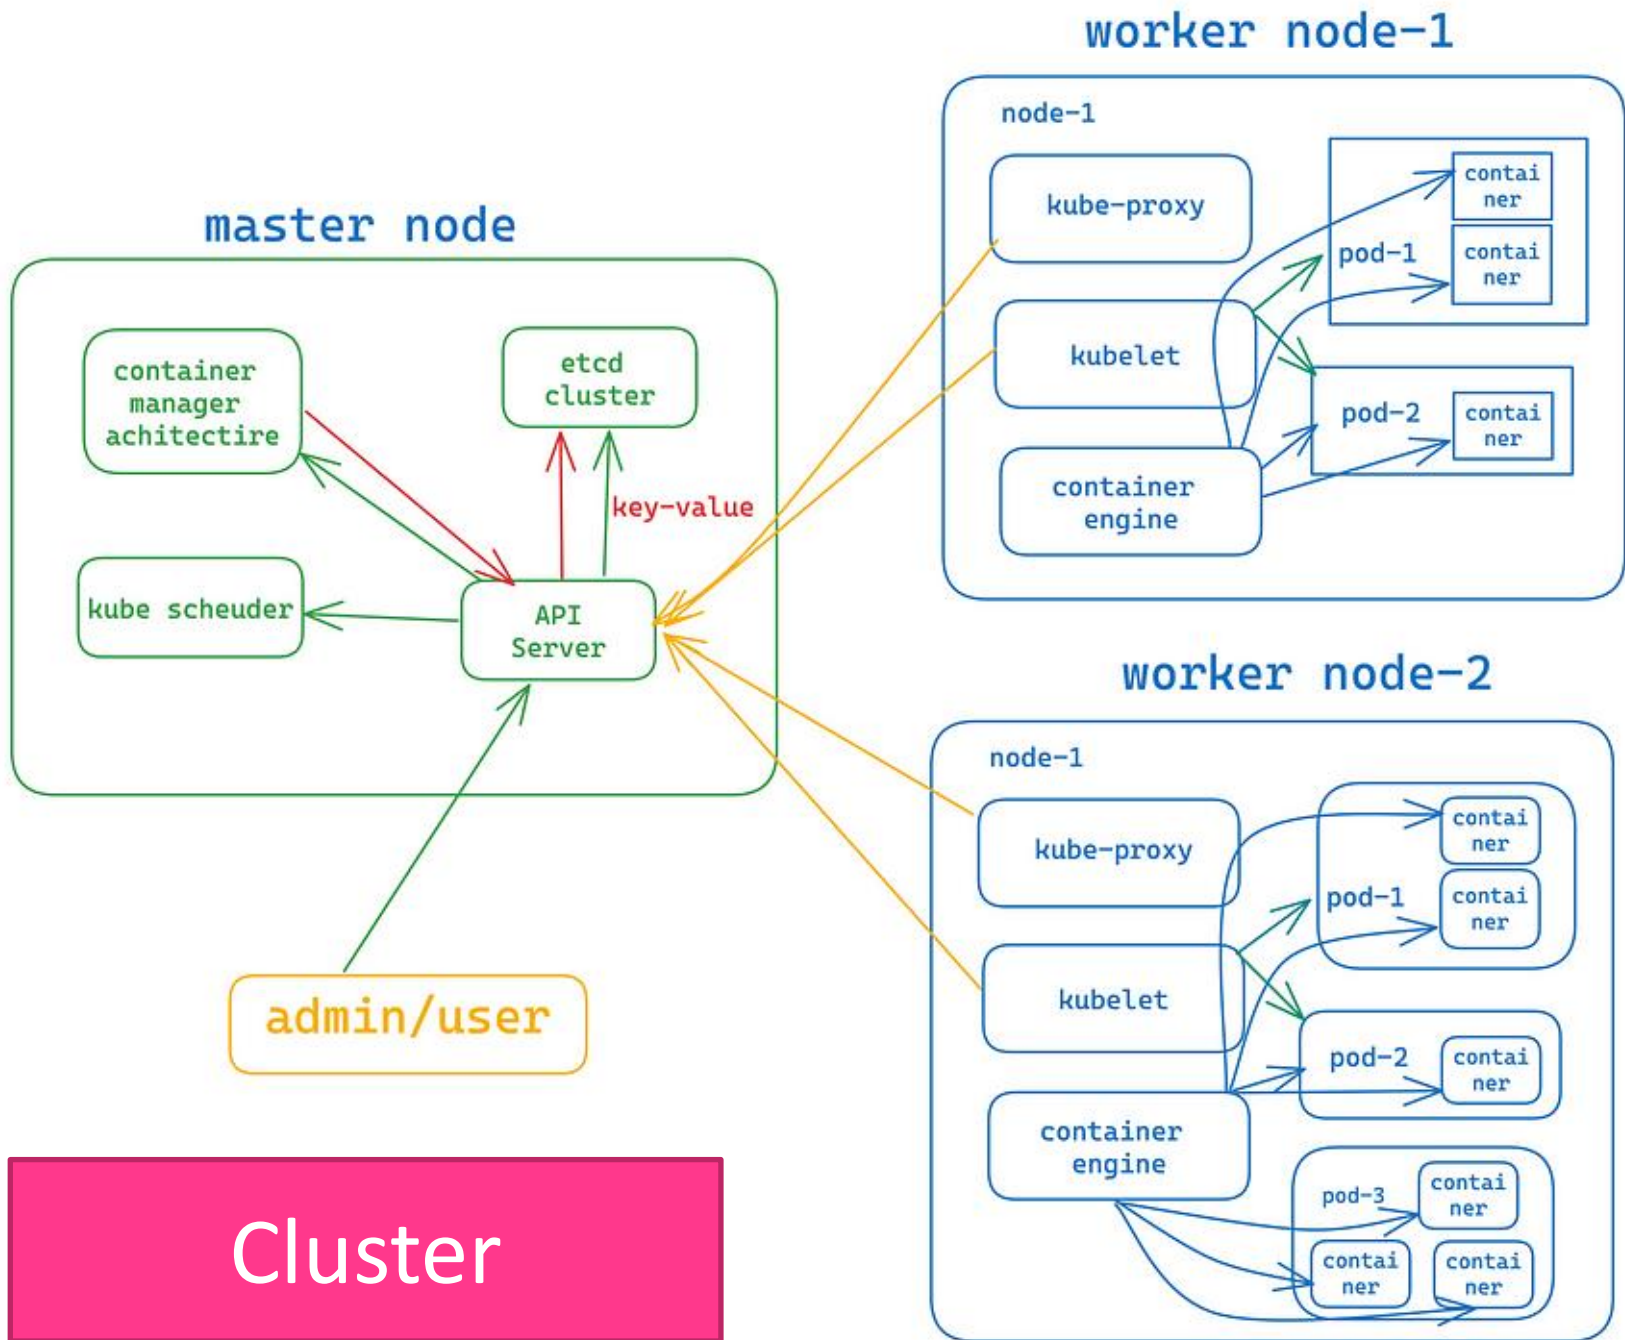 master node
container
manager
achitectire
etcd
cluster
key-value
kube scheuder
API
Server
admin/user
Cluster
worker node-1
node-1
kube-proxy
kubelet
container
engine
pod-1
contai
ner
contai
ner
pod-2
contai
ner
worker node-2
node-1
kube-proxy
kubelet
container
engine
pod-1
contai
ner
contai
ner
pod-2
contai
ner
pod-3
contai
ner
contai
ner
contai
ner